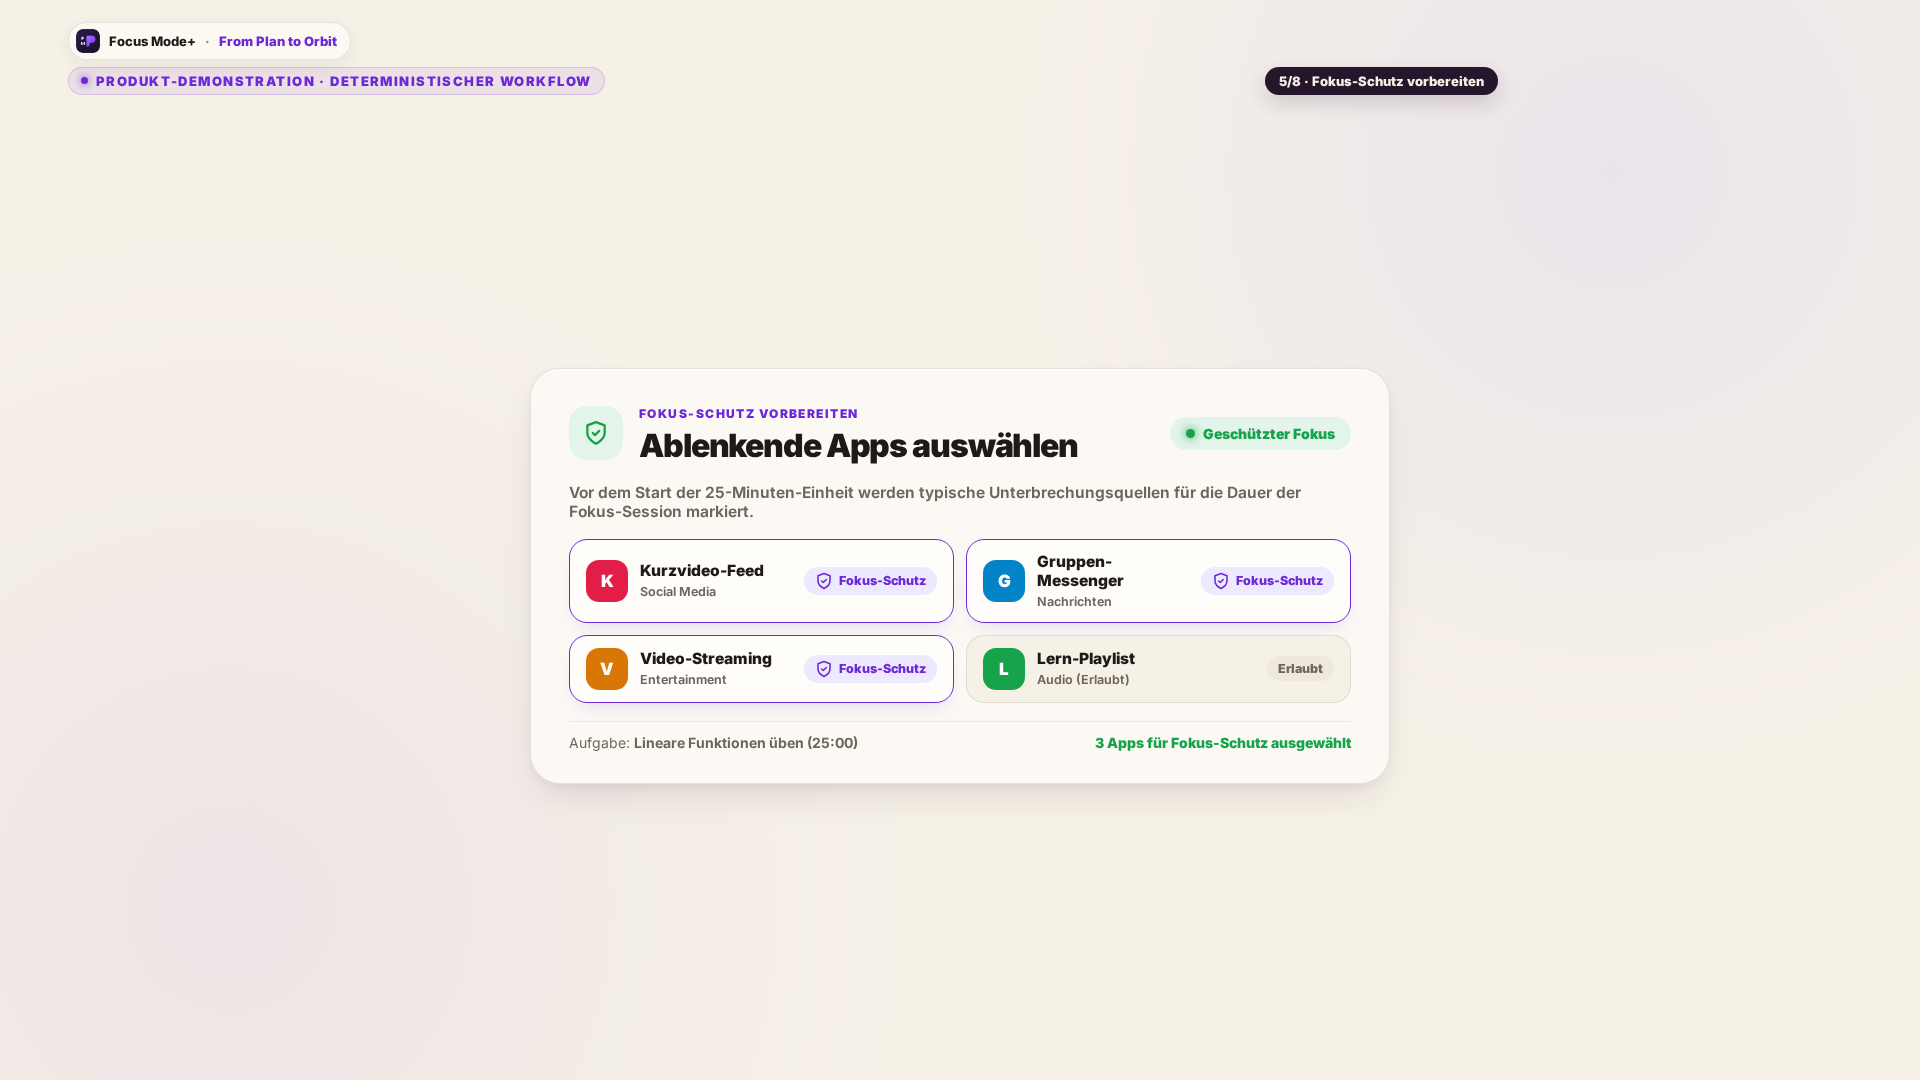 Focus Mode+ · From Plan to Orbit
PRODUKT-DEMONSTRATION · DETERMINISTISCHER WORKFLOW
5/8 · Fokus-Schutz vorbereiten
FOKUS-SCHUTZ VORBEREITEN
Ablenkende Apps auswählen
Geschützter Fokus
Vor dem Start der 25-Minuten-Einheit werden typische Unterbrechungsquellen für die Dauer der
Fokus-Session markiert.
K
Kurzvideo-Feed
Social Media
Fokus-Schutz
G
Gruppen-
Messenger
Nachrichten
Fokus-Schutz
V
Video-Streaming
Entertainment
Fokus-Schutz
L
Lern-Playlist
Audio (Erlaubt)
Erlaubt
Aufgabe: Lineare Funktionen üben (25:00)
3 Apps für Fokus-Schutz ausgewählt